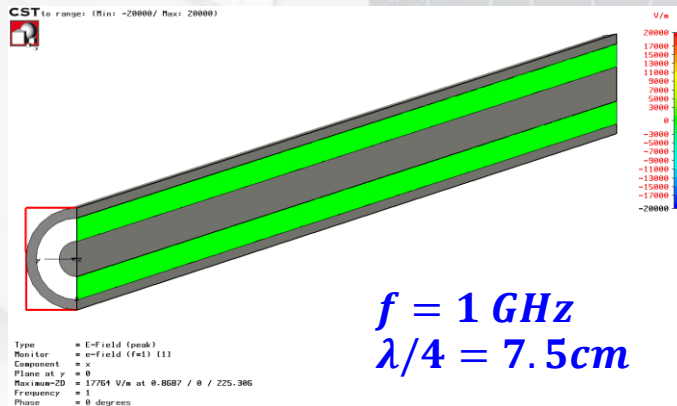 CST to range: (Min: -20000/ Max: 20000)
V/m
20000
17000
15000
13000
11000
9000
7000
5000
3000
0
-3000
-5000
-7000
-9000
-11000
-13000
-15000
-17000
-20000
f = 1 GHz
λ/4 = 7.5cm
Type = E-Field (peak)
Monitor = e-field (f=1) [1]
Component = x
Plane at y = 0
Maximum-2D = 17764 V/m at 0.8687 / 0 / 225.306
Frequency = 1
Phase = 0 degrees